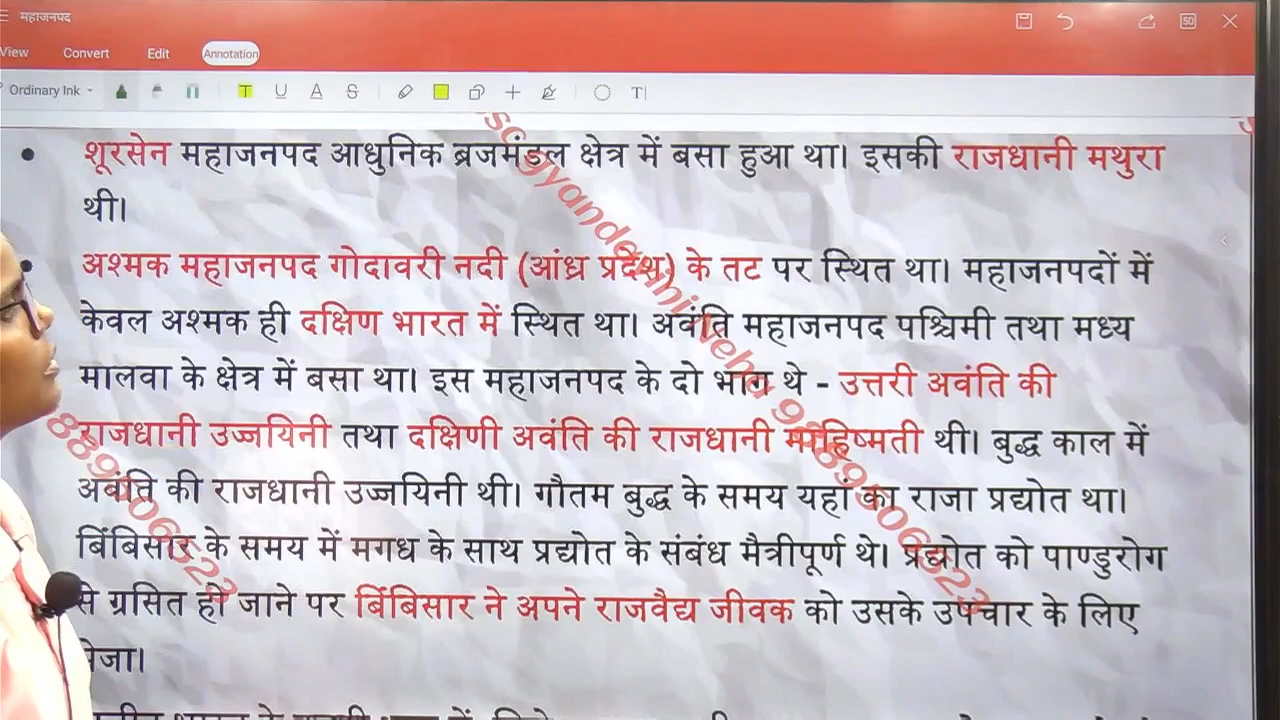 महाजनपद
View Convert Edit Annotation
Ordinary Ink
शूरसेन महाजनपद आधुनिक ब्रजमंडल क्षेत्र में बसा हुआ था। इसकी राजधानी मथुरा
थी।
अश्मक महाजनपद गोदावरी नदी (आंध्र प्रदेश) के तट पर स्थित था। महाजनपदों में
केवल अश्मक ही दक्षिण भारत में स्थित था। अवंति महाजनपद पश्चिमी तथा मध्य
मालवा के क्षेत्र में बसा था। इस महाजनपद के दो भाग थे - उत्तरी अवंति की
राजधानी उज्जयिनी तथा दक्षिणी अवंति की राजधानी माहिष्मती थी। बुद्ध काल में
अवंति की राजधानी उज्जयिनी थी। गौतम बुद्ध के समय यहां का राजा प्रद्योत था।
बिंबिसार के समय में मगध के साथ प्रद्योत के संबंध मैत्रीपूर्ण थे। प्रद्योत को पाण्डुरोग
से ग्रसित हो जाने पर बिंबिसार ने अपने राजवैद्य जीवक को उसके उपचार के लिए
भेजा।